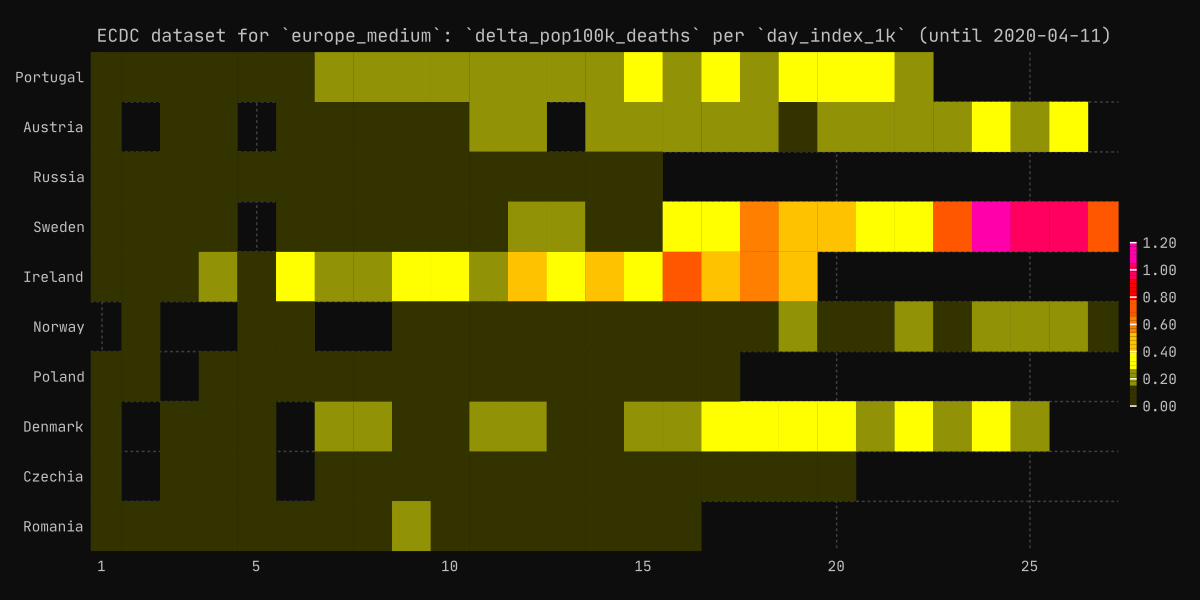 ECDC dataset for `europe_medium`: `delta_pop100k_deaths` per `day_index_1k` (until 2020-04-11)
Portugal
Austria
Russia
Sweden
Ireland
Norway
Poland
Denmark
Czechia
Romania
1 5 10 15 20 25
1.20
1.00
0.80
0.60
0.40
0.20
0.00